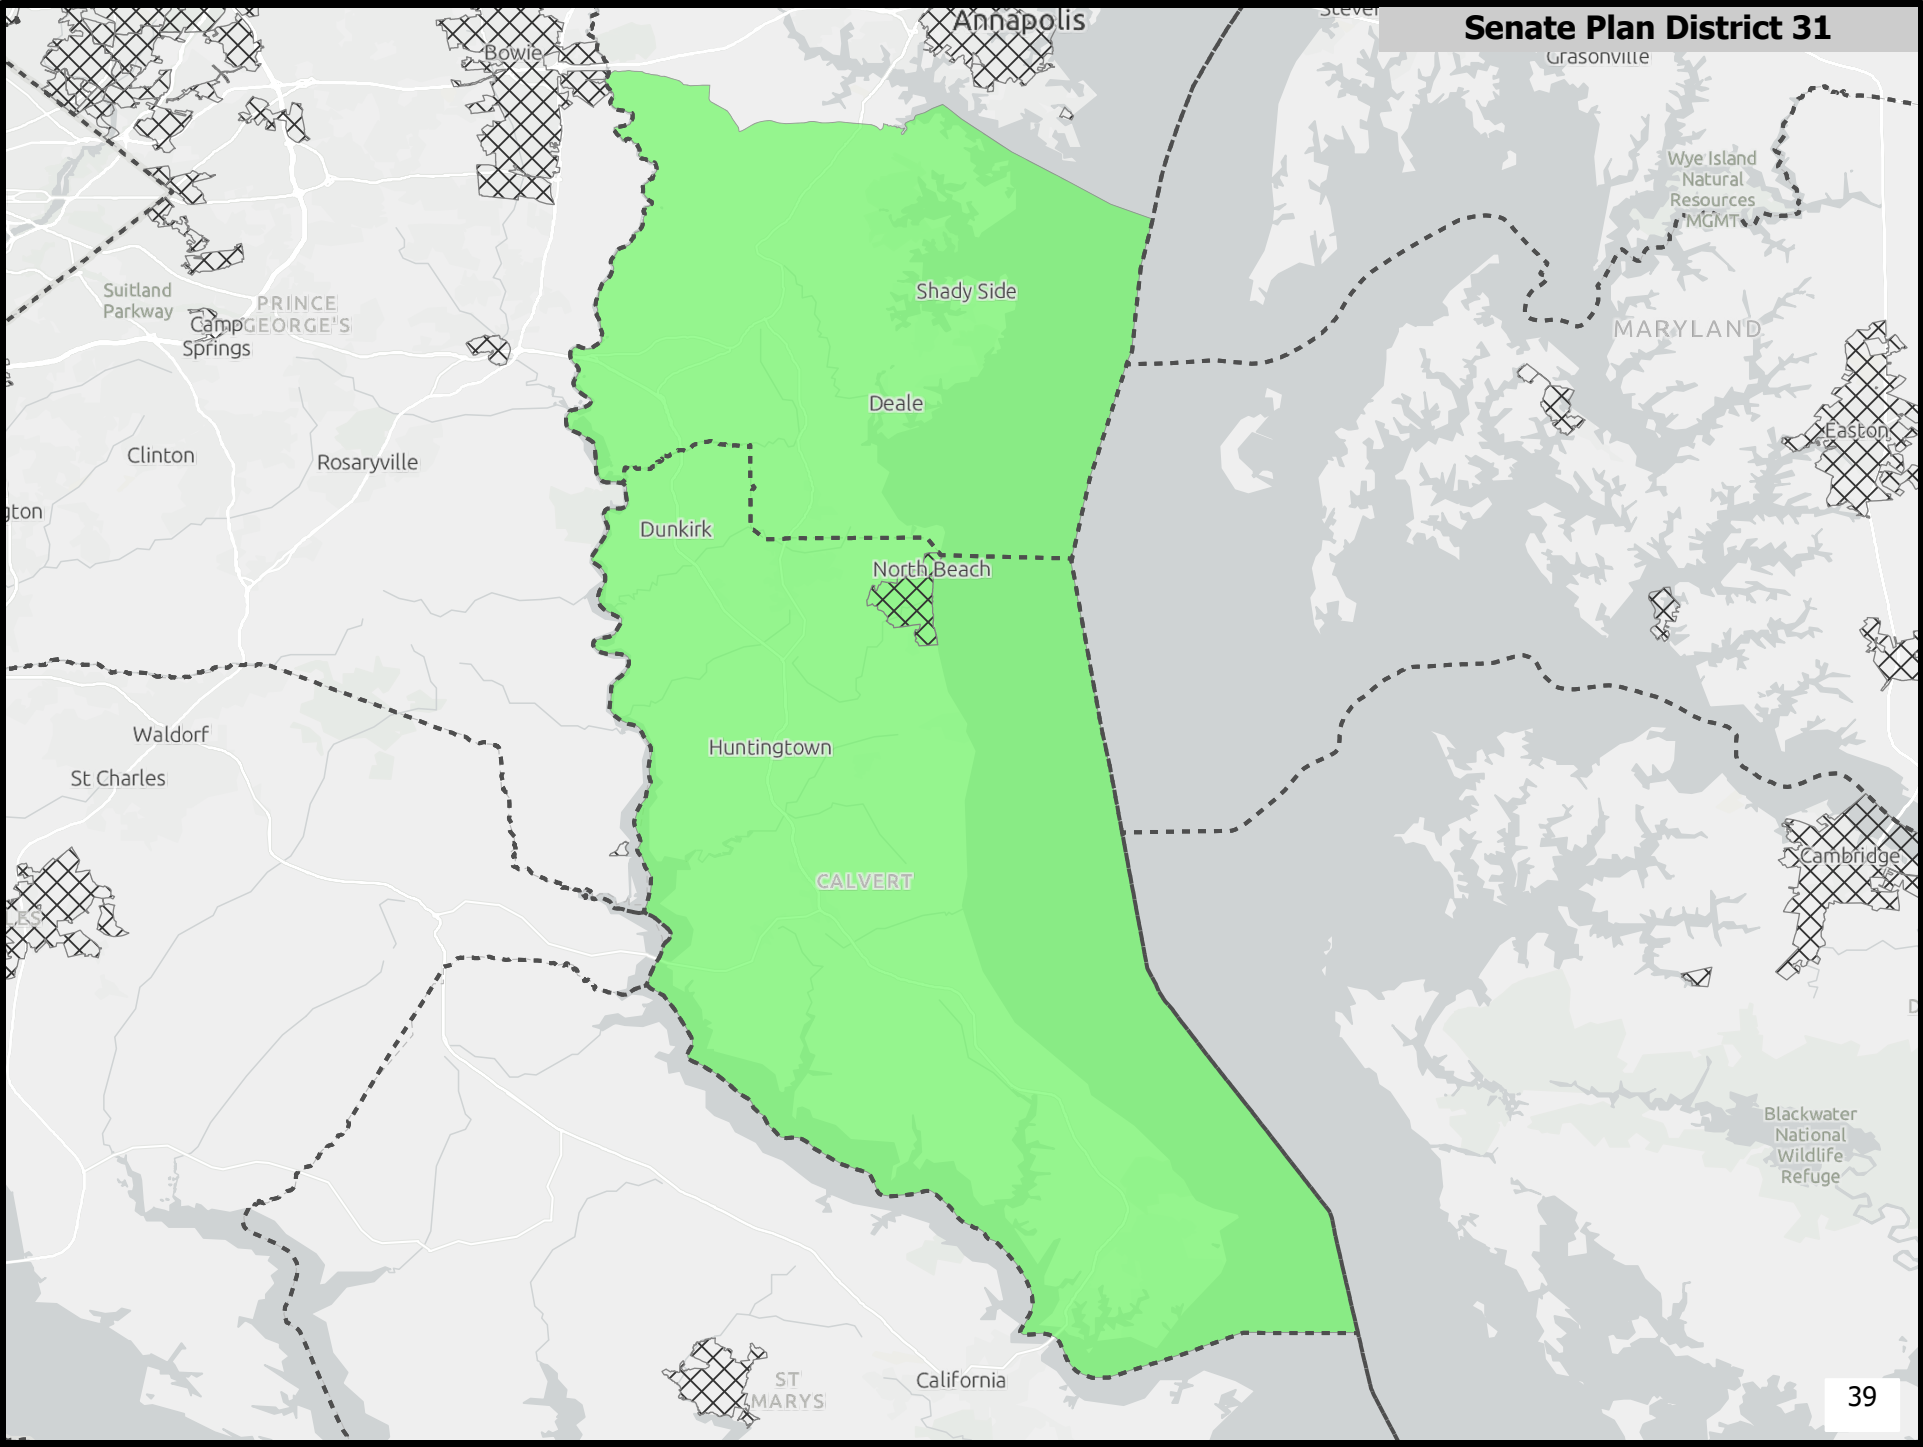 Annapolis
Senate Plan District 31
Bowie
Grasonville
Wye Island
Natural
Resources
MGMT
Suitland
Parkway
PRINCE
GEORGE'S
Camp
Springs
Shady Side
MARYLAND
Deale
Easton
Clinton
Rosaryville
gton
Dunkirk
North Beach
Waldorf
Huntingtown
St Charles
Cambridge
CALVERT
LES
Blackwater
National
Wildlife
Refuge
California
ST
MARYS
39